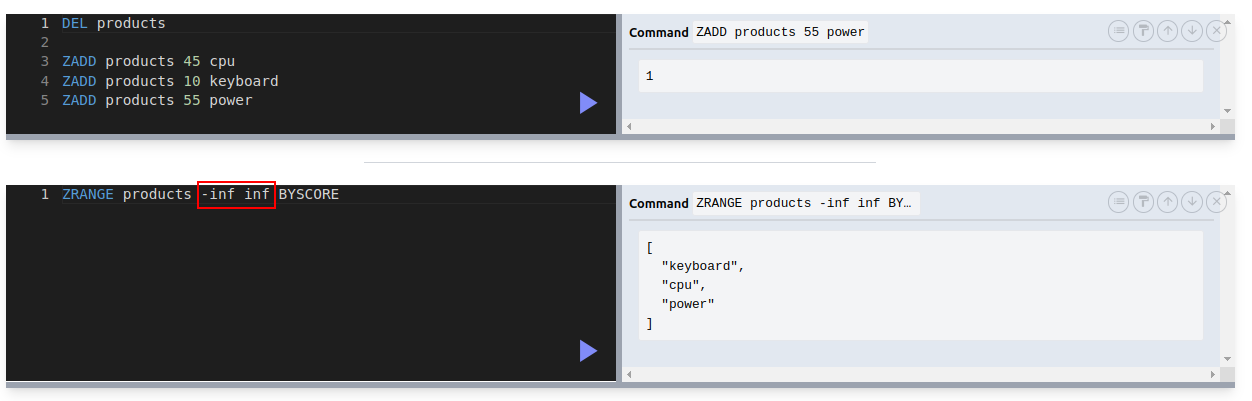 1 DEL products
2
3 ZADD products 45 cpu
4 ZADD products 10 keyboard
5 ZADD products 55 power
Command ZADD products 55 power
1
1 ZRANGE products -inf inf BYSCORE
Command ZRANGE products -inf inf BY…
[
"keyboard",
"cpu",
"power"
]